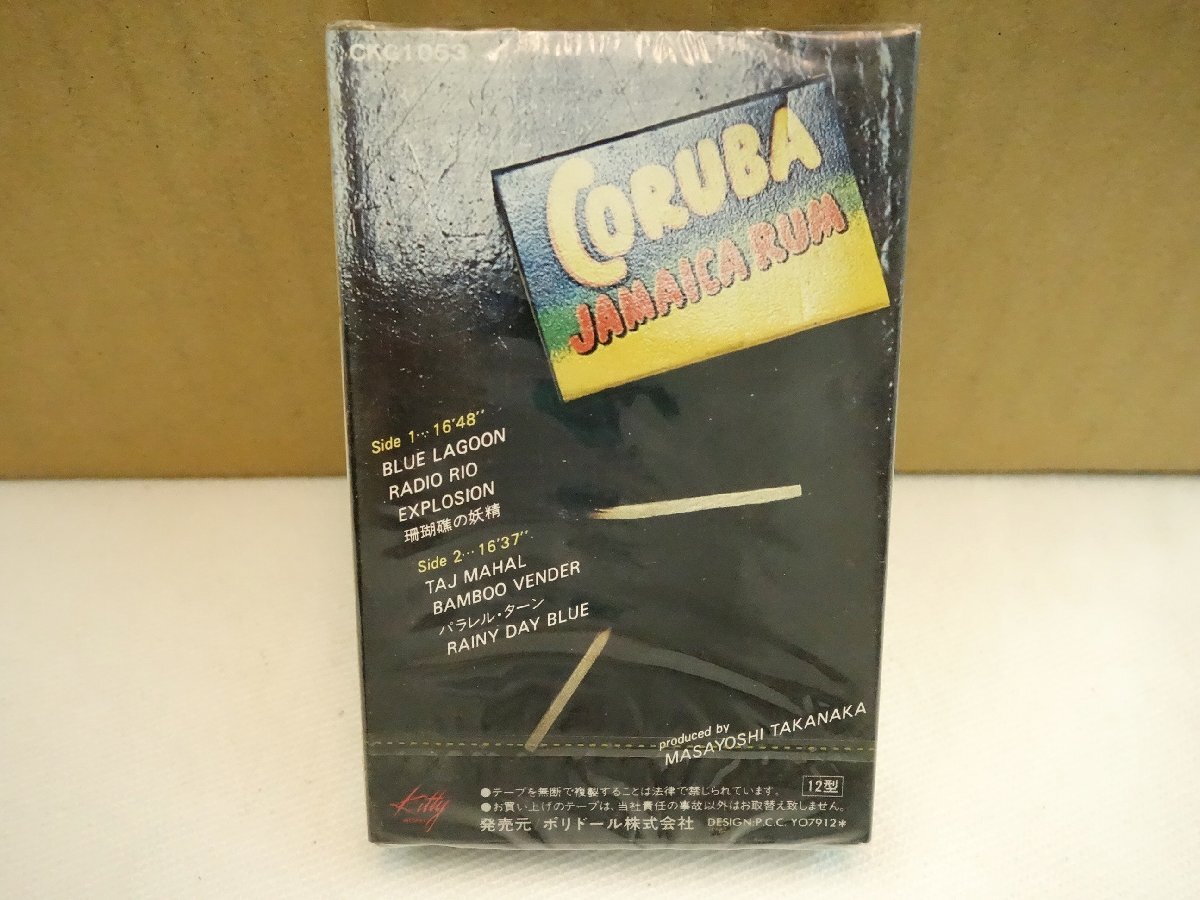 CKC1053
CORUBA
JAMAICA RUM
Side 1… 16'48''
BLUE LAGOON
RADIO RIO
EXPLOSION
珊瑚礁の妖精
Side 2… 16'37''
TAJ MAHAL
BAMBOO VENDER
パラレル・ターン
RAINY DAY BLUE
produced by
MASAYOSHI TAKANAKA
Kitty
●テープを無断で複製することは法律で禁じられています。 12型
●お買い上げのテープは、当社責任の事故以外はお取替え致しません。
発売元/ポリドール株式会社 DESIGN:P.C.C. YO7912*